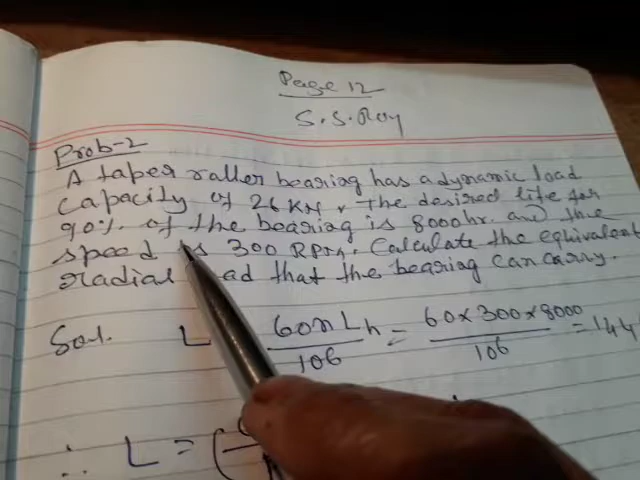 Page 12
S.S.Roy
Prob-2
A taper roller bearing has a dynamic load
capacity of 26 KN. The desired life for
90% of the bearing is 8000 hr. and the
speed is 300 RPM. Calculate the equivalent
radial that the bearing can carry.
Sol. L 60nLh/10^6 = 60×300×8000/10^6 = 144
∴ L = (